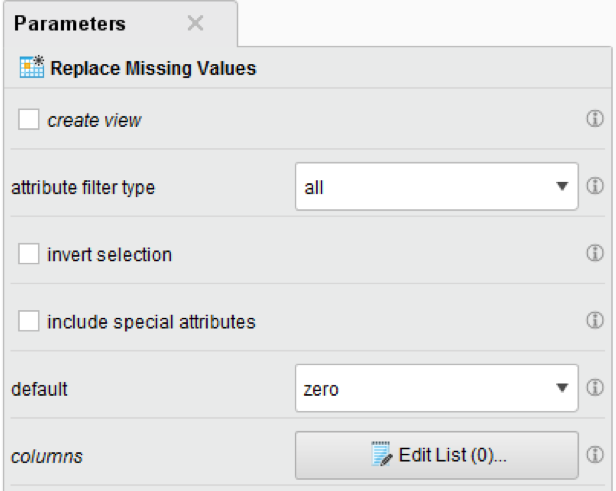 Parameters
Replace Missing Values
create view
attribute filter type all
invert selection
include special attributes
default zero
columns Edit List (0)...